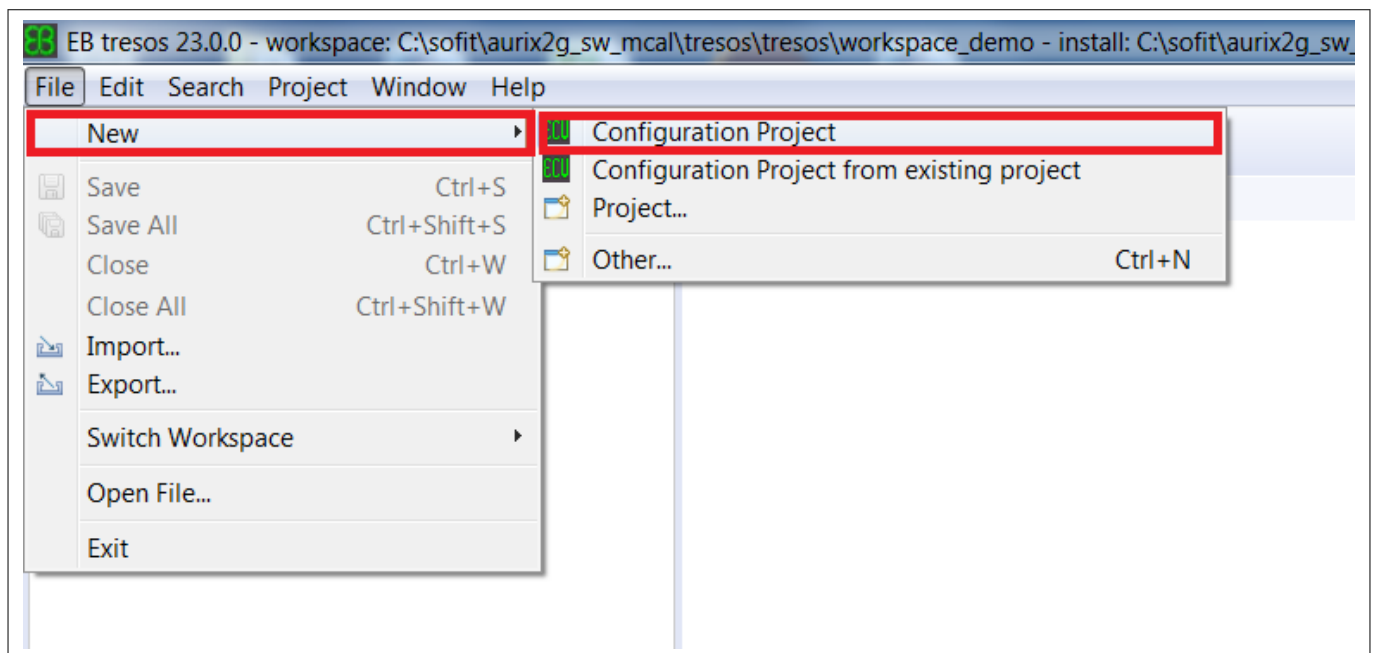 EB tresos 23.0.0 - workspace: C:\sofit\aurix2g_sw_mcal\tresos\tresos\workspace_demo - install: C:\sofit\aurix2g_sw_
File Edit Search Project Window Help
New
Save Ctrl+S
Save All Ctrl+Shift+S
Close Ctrl+W
Close All Ctrl+Shift+W
Import...
Export...
Switch Workspace
Open File...
Exit
ECU Configuration Project
ECU Configuration Project from existing project
Project...
Other... Ctrl+N